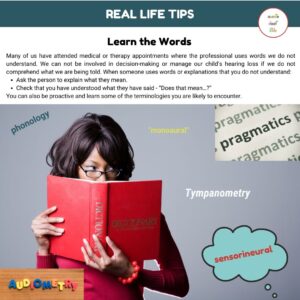 REAL LIFE TIPS
Learn the Words
Many of us have attended medical or therapy appointments where the professional uses words we do not
understand. We can not be involved in decision-making or manage our child's hearing loss if we do not
comprehend what we are being told. When someone uses words or explanations that you do not understand:
• Ask the person to explain what they mean.
• Check that you have understood what they have said - "Does that mean...?"
You can also be proactive and learn some of the terminologies you are likely to encounter.
phonology
"monoaural"
pragmatics
pragmatics
Tympanometry
DICTIONARY
sensorineural
AUDIOMETRY